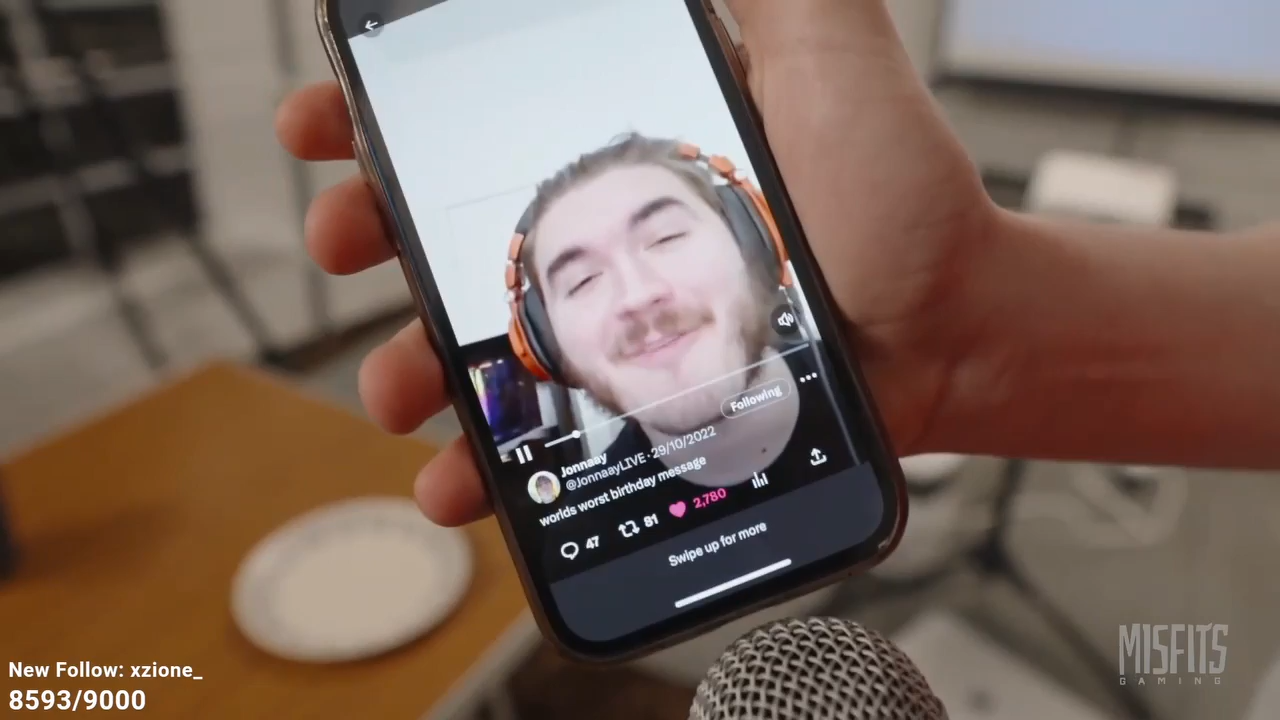 Following
Jonnaay
@JonnaayLIVE · 29/10/2022
worlds worst birthday message
47
81
2,780
Swipe up for more
New Follow: xzione_
8593/9000
MISFITS
GAMING